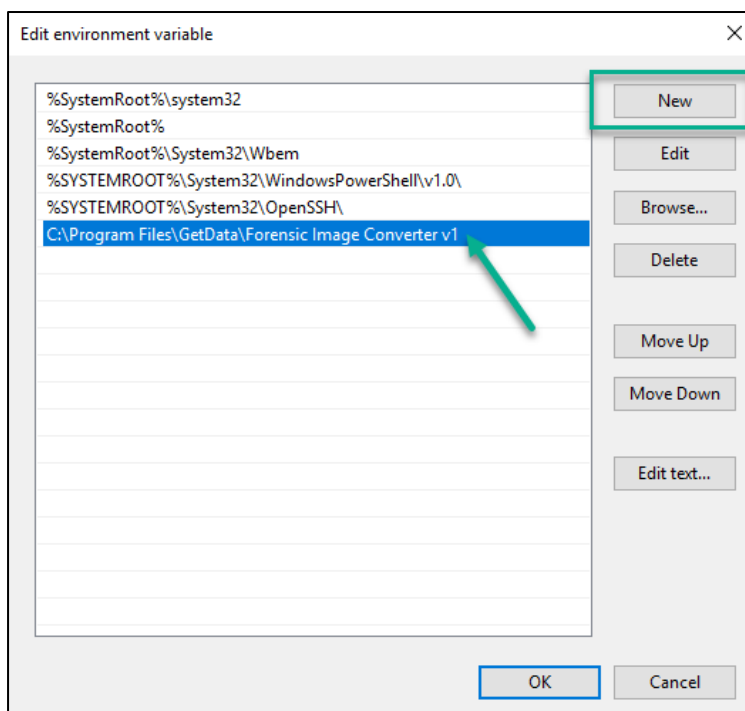 Edit environment variable
%SystemRoot%\system32
%SystemRoot%
%SystemRoot%\System32\Wbem
%SYSTEMROOT%\System32\WindowsPowerShell\v1.0\
%SYSTEMROOT%\System32\OpenSSH\
C:\Program Files\GetData\Forensic Image Converter v1
New
Edit
Browse...
Delete
Move Up
Move Down
Edit text...
OK
Cancel